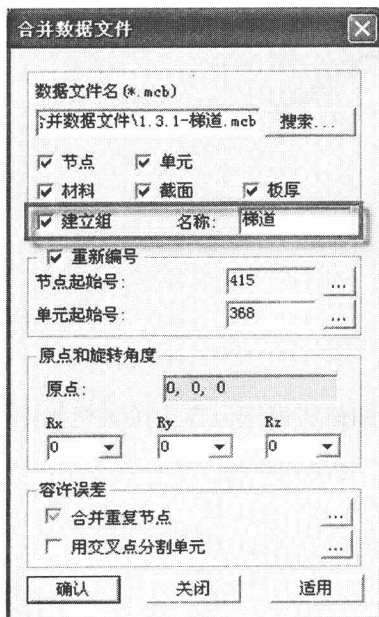 合并数据文件
数据文件名(*.mcb)
并数据文件\1.3.1-梯道.mcb 搜索...
节点 单元
材料 截面 板厚
建立组 名称: 梯道
重新编号
节点起始号: 415 ...
单元起始号: 368 ...
原点和旋转角度
原点: 0, 0, 0
Rx Ry Rz
0 0 0
容许误差
合并重复节点 ...
用交叉点分割单元 ...
确认 关闭 适用